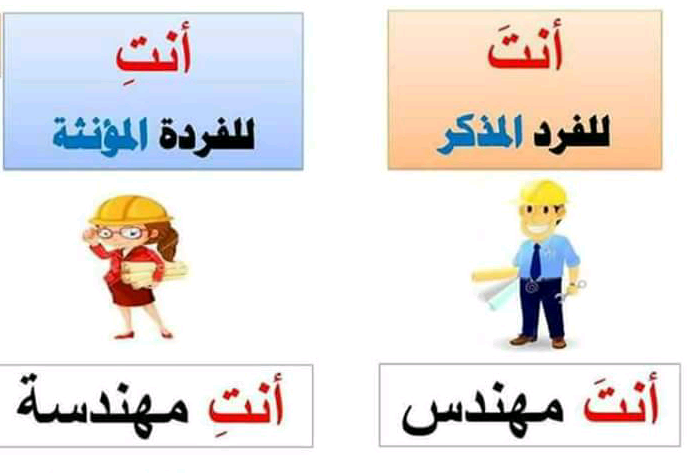 أنتَ
للفرد المذكر
أنتِ
للفردة المؤنثة
أنتَ مهندس
أنتِ مهندسة